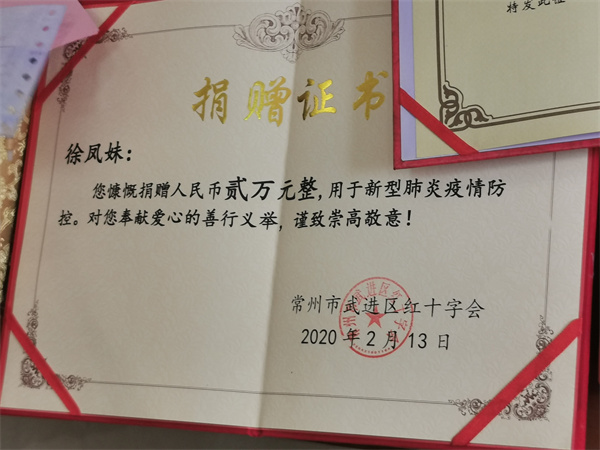 特发此证
捐赠证书
徐凤妹：
您慷慨捐赠人民币贰万元整，用于新型肺炎疫情防
控。对您奉献爱心的善行义举，谨致崇高敬意！
常州市武进区红十字会
2020年2月13日